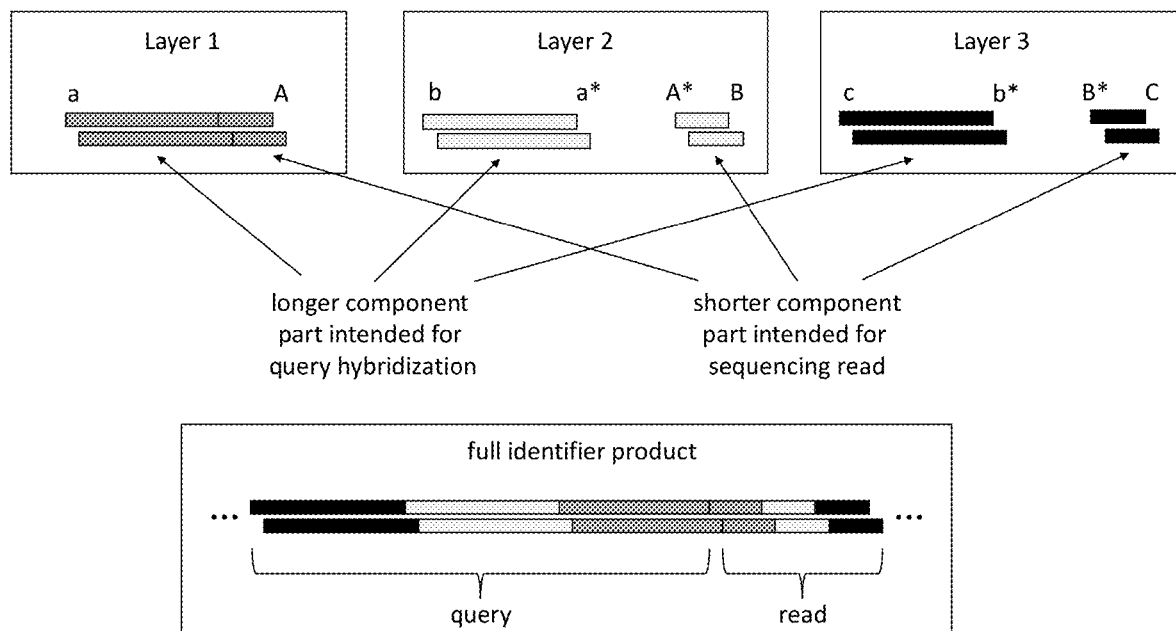 Layer 1
Layer 2
Layer 3
a A
b a* A* B
c b* B* C
longer component
part intended for
query hybridization
shorter component
part intended for
sequencing read
full identifier product
... ...
query
read